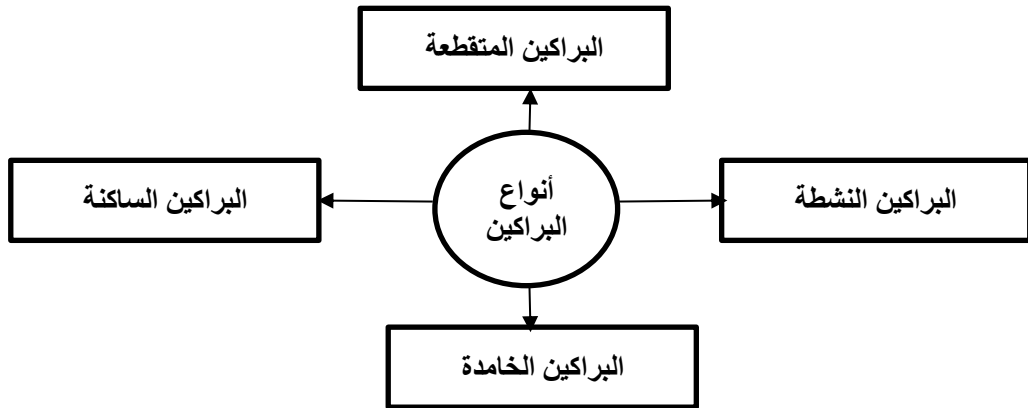 البراكين المتقطعة
أنواع
البراكين
البراكين النشطة
البراكين الساكنة
البراكين الخامدة